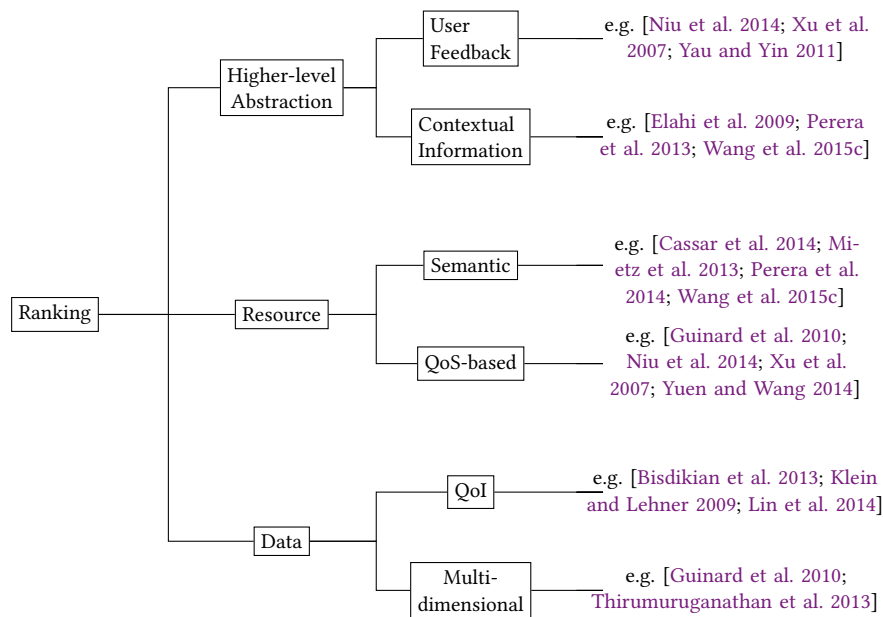 User
Feedback
e.g. [Niu et al. 2014; Xu et al.
2007; Yau and Yin 2011]
Higher-level
Abstraction
Contextual
Information
e.g. [Elahi et al. 2009; Perera
et al. 2013; Wang et al. 2015c]
Semantic
e.g. [Cassar et al. 2014; Mi-
etz et al. 2013; Perera et al.
2014; Wang et al. 2015c]
Ranking
Resource
QoS-based
e.g. [Guinard et al. 2010;
Niu et al. 2014; Xu et al.
2007; Yuen and Wang 2014]
QoI
e.g. [Bisdikian et al. 2013; Klein
and Lehner 2009; Lin et al. 2014]
Data
Multi-
dimensional
e.g. [Guinard et al. 2010;
Thirumuruganathan et al. 2013]